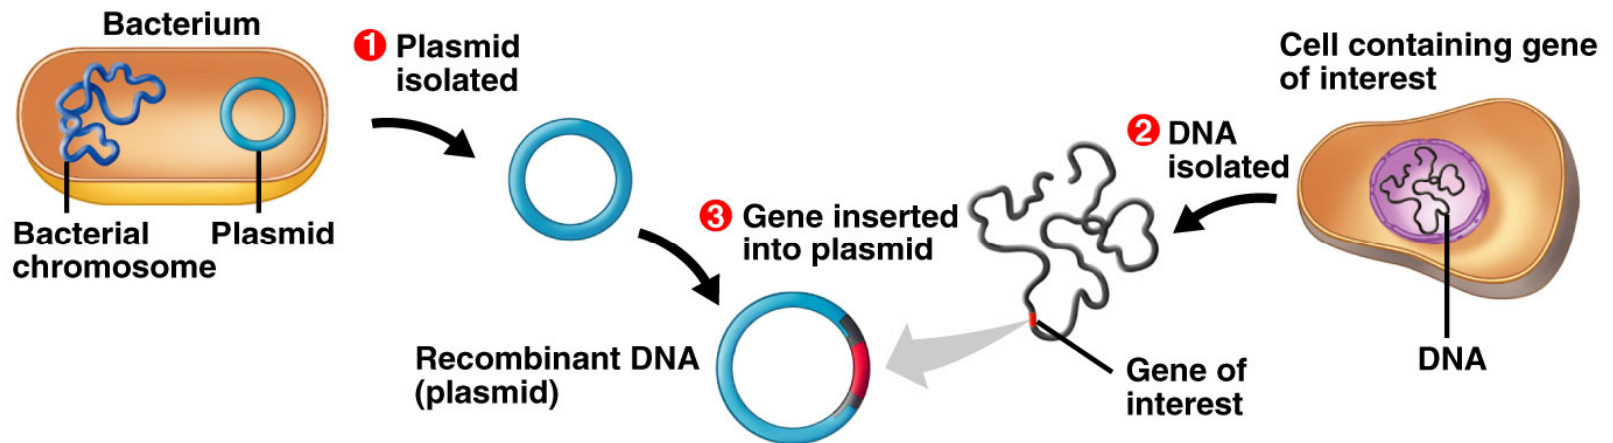 Bacterium
1 Plasmid
isolated
Bacterial
chromosome
Plasmid
Cell containing gene
of interest
2 DNA
isolated
DNA
3 Gene inserted
into plasmid
Recombinant DNA
(plasmid)
Gene of
interest